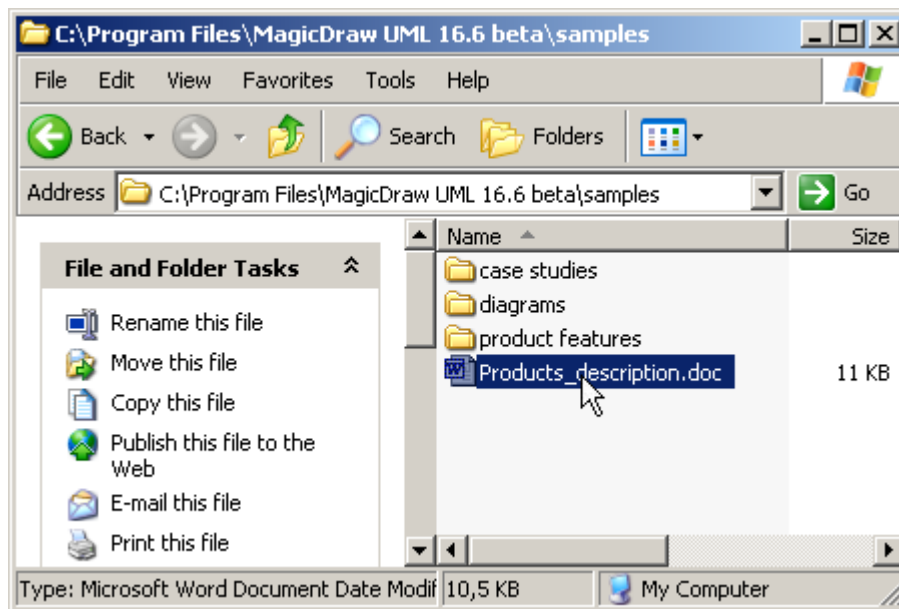 C:\Program Files\MagicDraw UML 16.6 beta\samples
File Edit View Favorites Tools Help
Back Search Folders
Address C:\Program Files\MagicDraw UML 16.6 beta\samples Go
File and Folder Tasks
Rename this file
Move this file
Copy this file
Publish this file to the
Web
E-mail this file
Print this file
Name Size
case studies
diagrams
product features
Products_description.doc 11 KB
Type: Microsoft Word Document Date Modif 10,5 KB My Computer